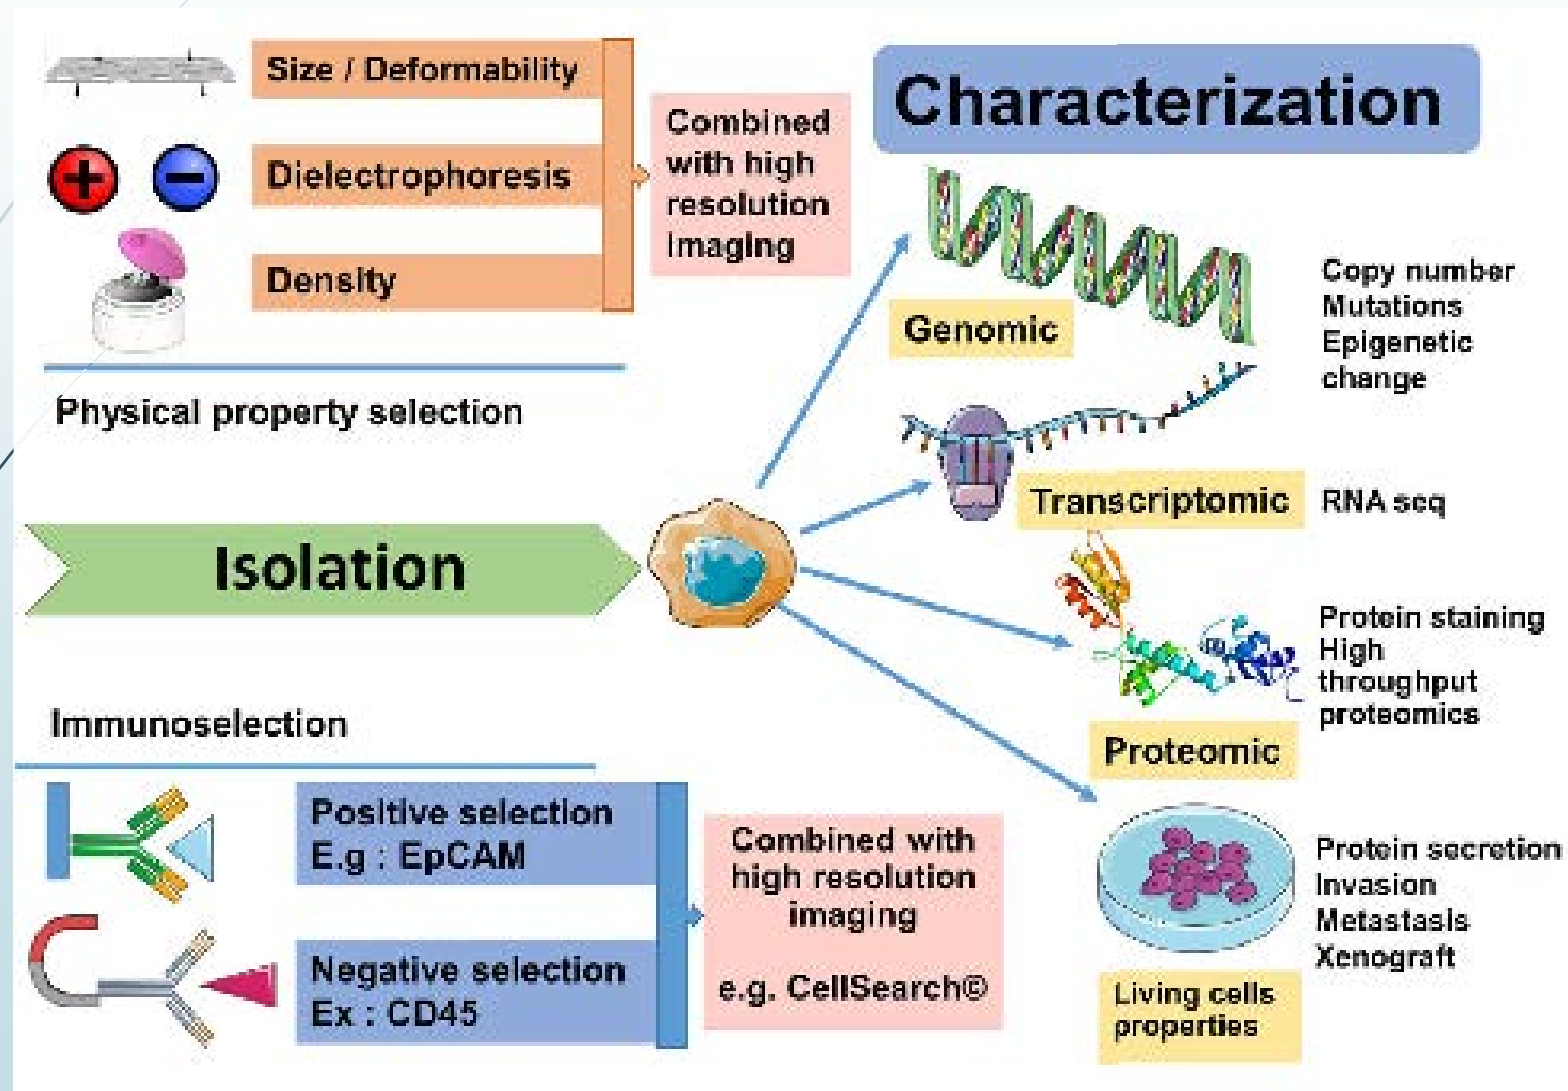 Size / Deformability
Dielectrophoresis
Density
Combined
with high
resolution
imaging
Physical property selection
Isolation
Immunoselection
Positive selection
E.g : EpCAM
Negative selection
Ex : CD45
Combined with
high resolution
imaging
e.g. CellSearch©
Characterization
Genomic
Copy number
Mutations
Epigenetic
change
Transcriptomic
RNA seq
Proteomic
Protein staining
High
throughput
proteomics
Living cells
properties
Protein secretion
Invasion
Metastasis
Xenograft